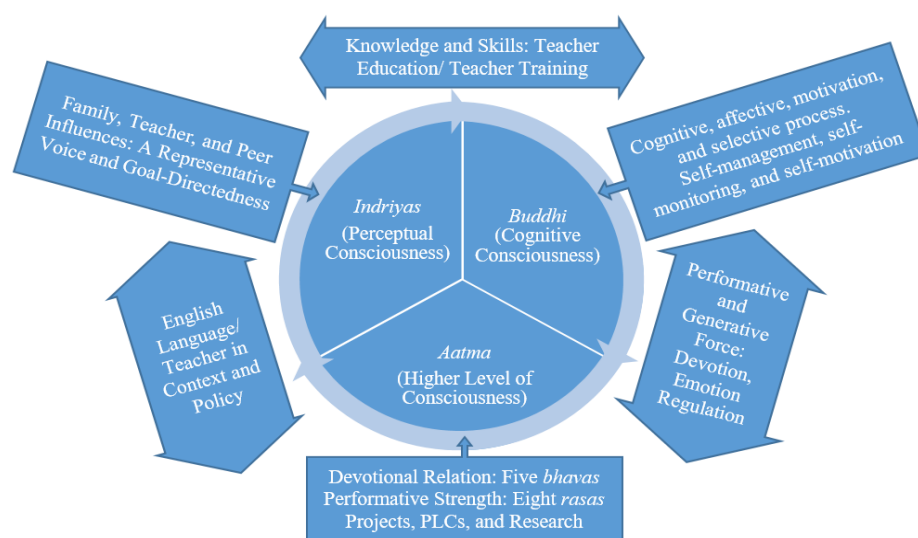 Knowledge and Skills: Teacher
Education/ Teacher Training
Family, Teacher, and Peer
Influences: A Representative
Voice and Goal-Directedness
Cognitive, affective, motivation,
and selective process.
Self-management, self-
monitoring, and self-motivation
Indriyas
(Perceptual
Consciousness)
Buddhi
(Cognitive
Consciousness)
Aatma
(Higher Level of
Consciousness)
English
Language/
Teacher in
Context and
Policy
Performative
and
Generative
Force:
Devotion,
Emotion
Regulation
Devotional Relation: Five bhavas
Performative Strength: Eight rasas
Projects, PLCs, and Research